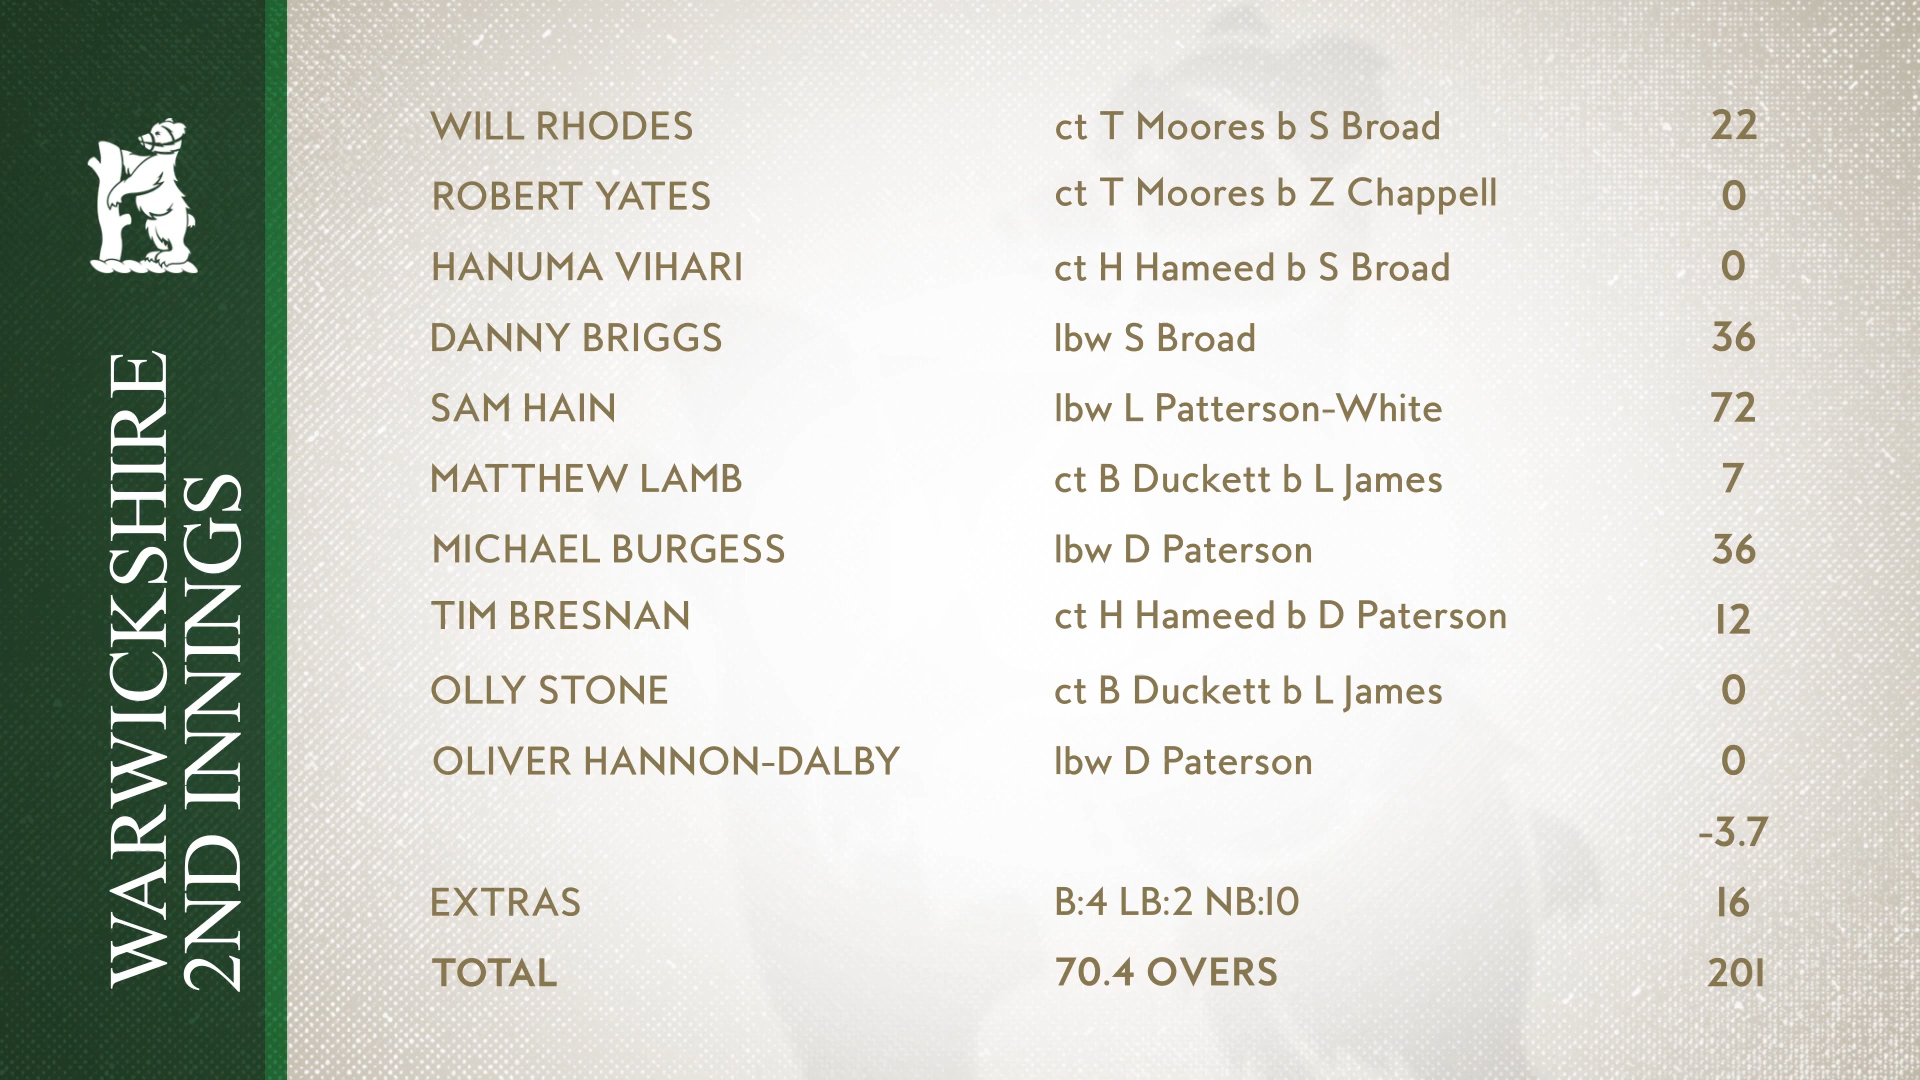 WARWICKSHIRE
2ND INNINGS
WILL RHODES ct T Moores b S Broad 22
ROBERT YATES ct T Moores b Z Chappell 0
HANUMA VIHARI ct H Hameed b S Broad 0
DANNY BRIGGS lbw S Broad 36
SAM HAIN lbw L Patterson-White 72
MATTHEW LAMB ct B Duckett b L James 7
MICHAEL BURGESS lbw D Paterson 36
TIM BRESNAN ct H Hameed b D Paterson 12
OLLY STONE ct B Duckett b L James 0
OLIVER HANNON-DALBY lbw D Paterson 0
-3.7
EXTRAS B:4 LB:2 NB:10 16
TOTAL 70.4 OVERS 201